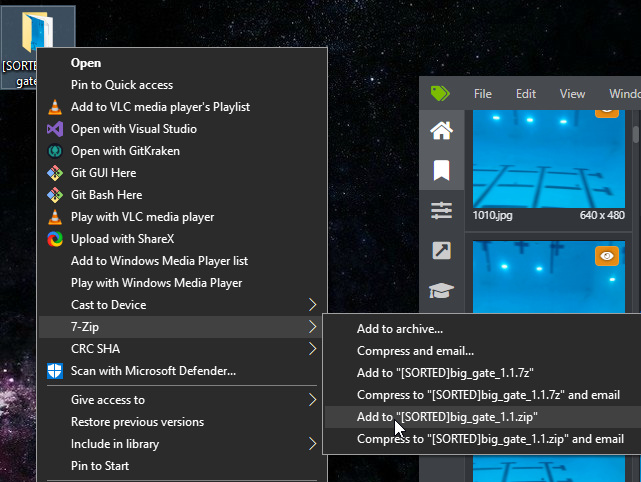 [SORTED]
gate
Open
Pin to Quick access
Add to VLC media player's Playlist
Open with Visual Studio
Open with GitKraken
Git GUI Here
Git Bash Here
Play with VLC media player
Upload with ShareX
Add to Windows Media Player list
Play with Windows Media Player
Cast to Device
7-Zip
CRC SHA
Scan with Microsoft Defender...
Give access to
Restore previous versions
Include in library
Pin to Start
File Edit View
1010.jpg 640 x 480
Add to archive...
Compress and email...
Add to "[SORTED]big_gate_1.1.7z"
Compress to "[SORTED]big_gate_1.1.7z" and email
Add to "[SORTED]big_gate_1.1.zip"
Compress to "[SORTED]big_gate_1.1.zip" and email